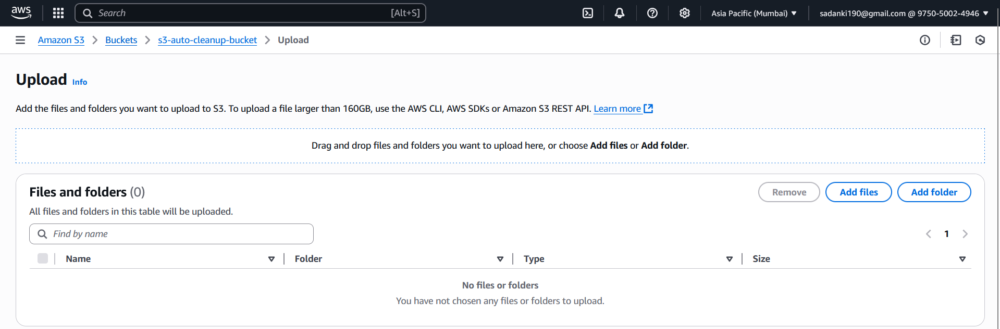 aws Search [Alt+S] Asia Pacific (Mumbai) sadanki190@gmail.com @ 9750-5002-4946
Amazon S3 Buckets s3-auto-cleanup-bucket Upload
Upload Info
Add the files and folders you want to upload to S3. To upload a file larger than 160GB, use the AWS CLI, AWS SDKs or Amazon S3 REST API. Learn more
Drag and drop files and folders you want to upload here, or choose Add files or Add folder.
Files and folders (0) Remove Add files Add folder
All files and folders in this table will be uploaded.
Find by name 1
Name Folder Type Size
No files or folders
You have not chosen any files or folders to upload.